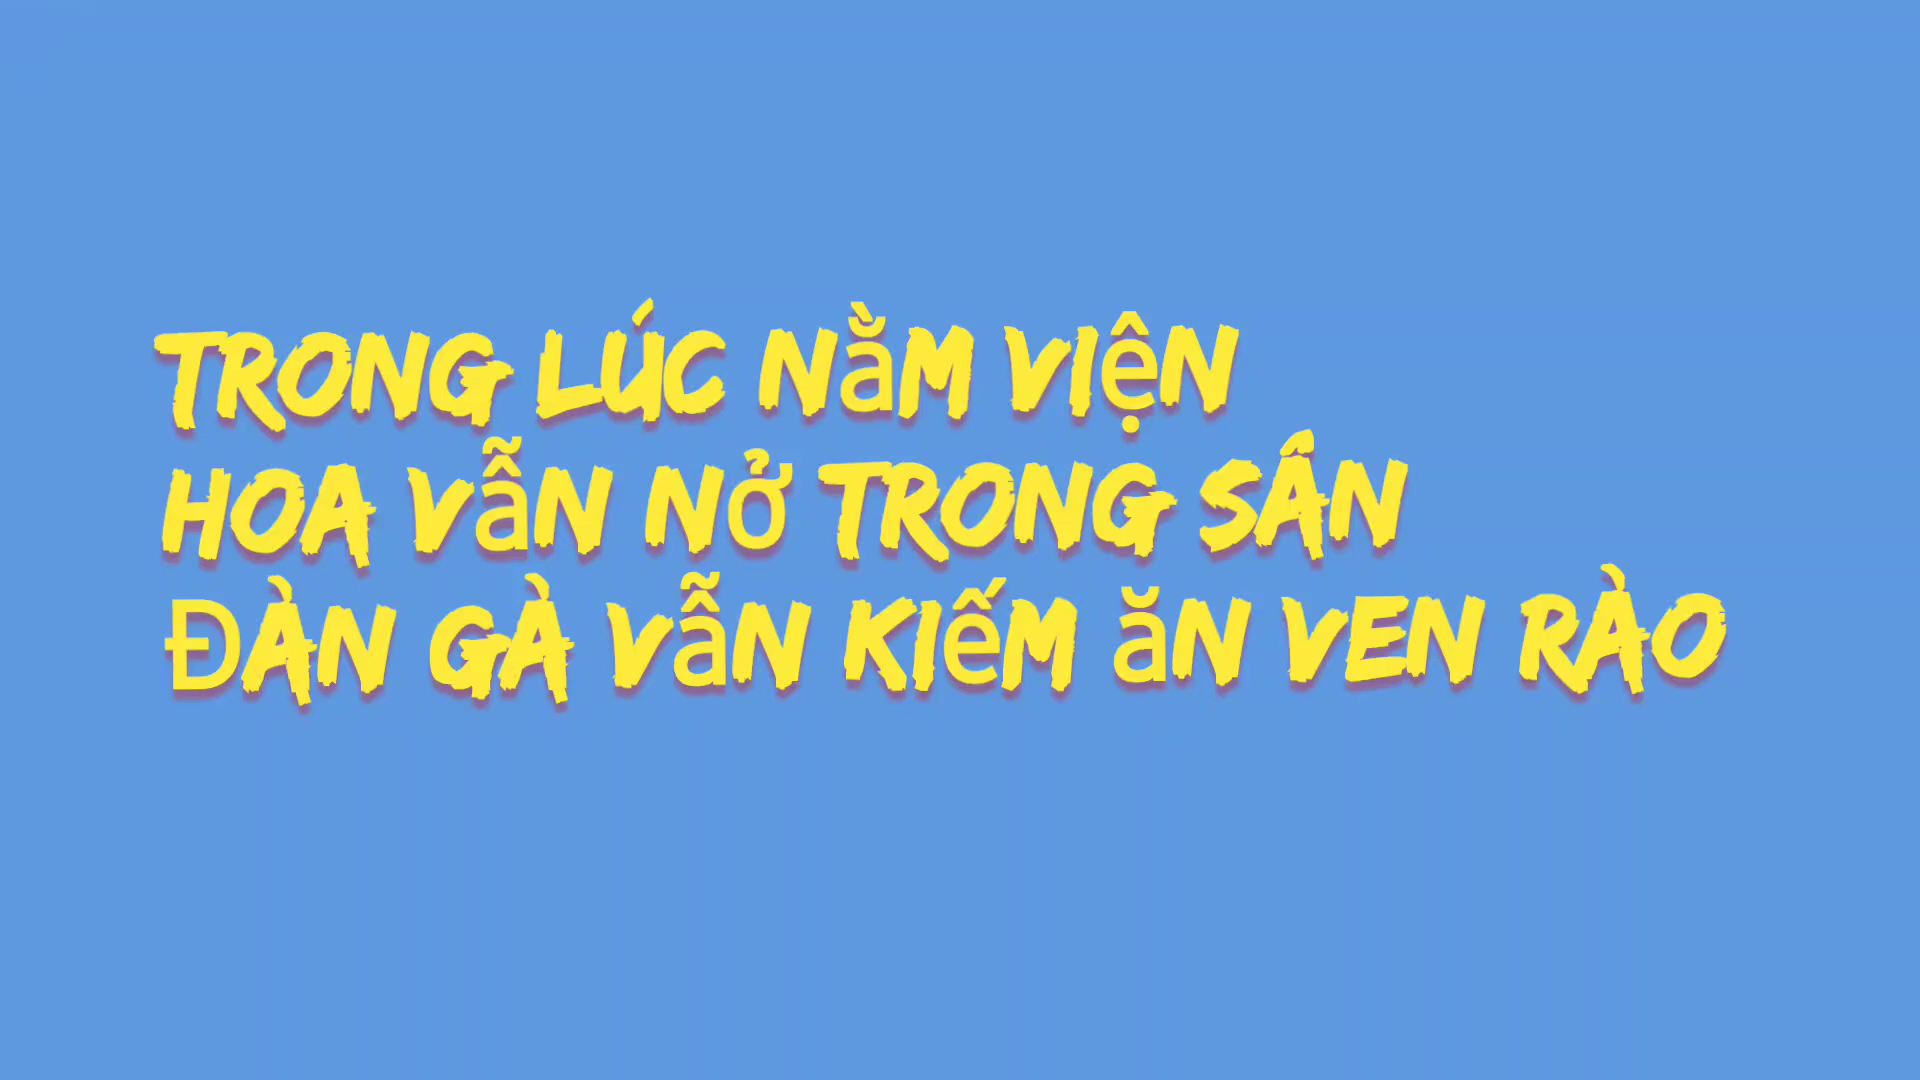 TRONG LÚC NẰM VIỆN
HOA VẪN NỞ TRONG SÂN
ĐÀN GÀ VẪN KIẾM ĂN VEN RÀO